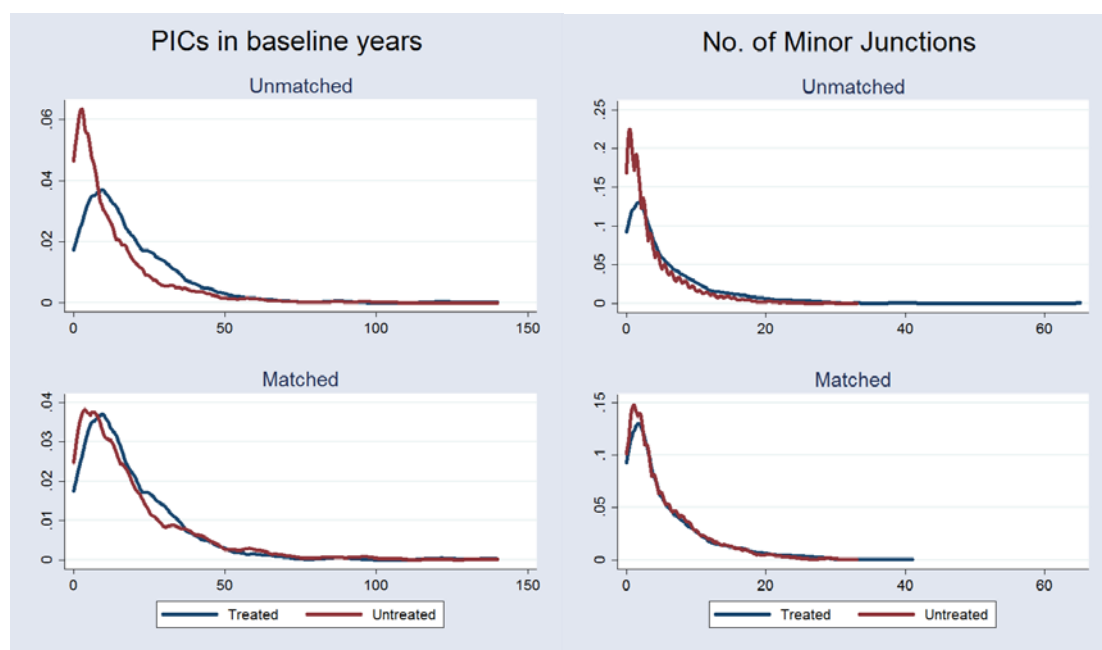 PICs in baseline years
Unmatched
.06
.04
.02
0
0 50 100 150
Matched
.04
.03
.02
.01
0
0 50 100 150
Treated Untreated
No. of Minor Junctions
Unmatched
.25
.2
.15
.1
.05
0
0 20 40 60
Matched
.15
.1
.05
0
0 20 40 60
Treated Untreated